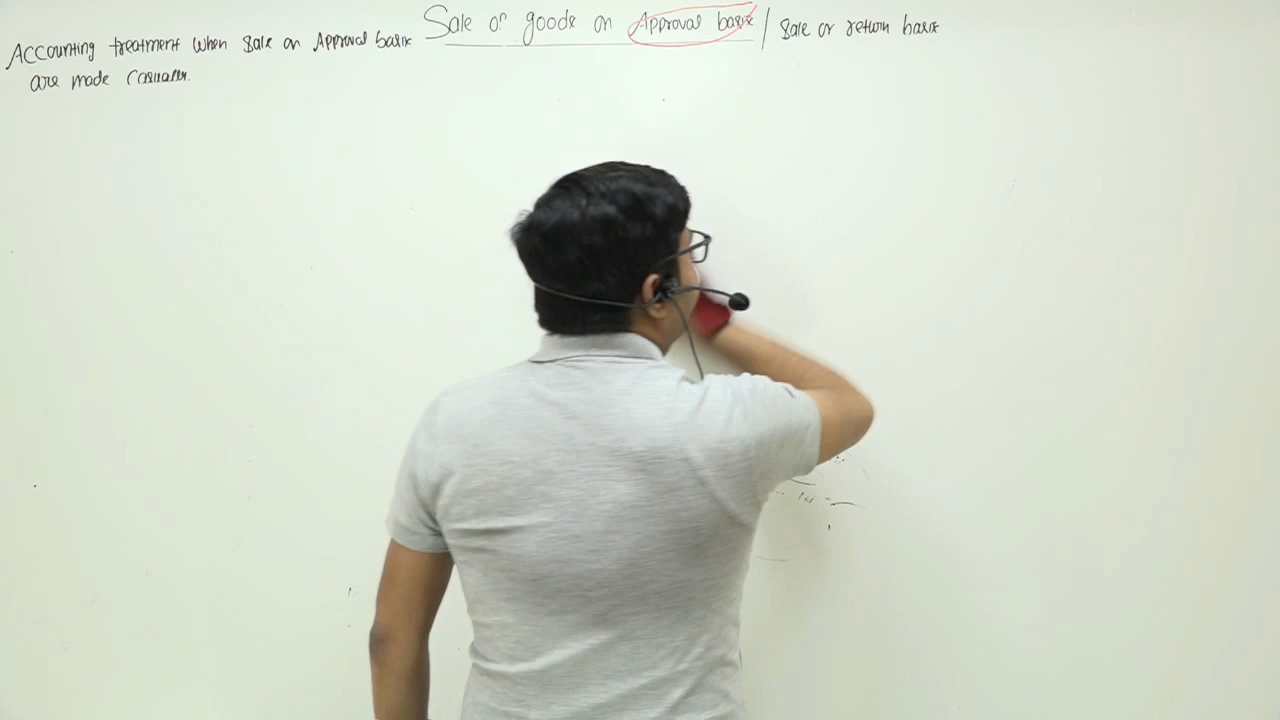 Sale of goods on Approval basis / Sale or return basis
Accounting treatment when Sale on Approval basis
are made Casually.